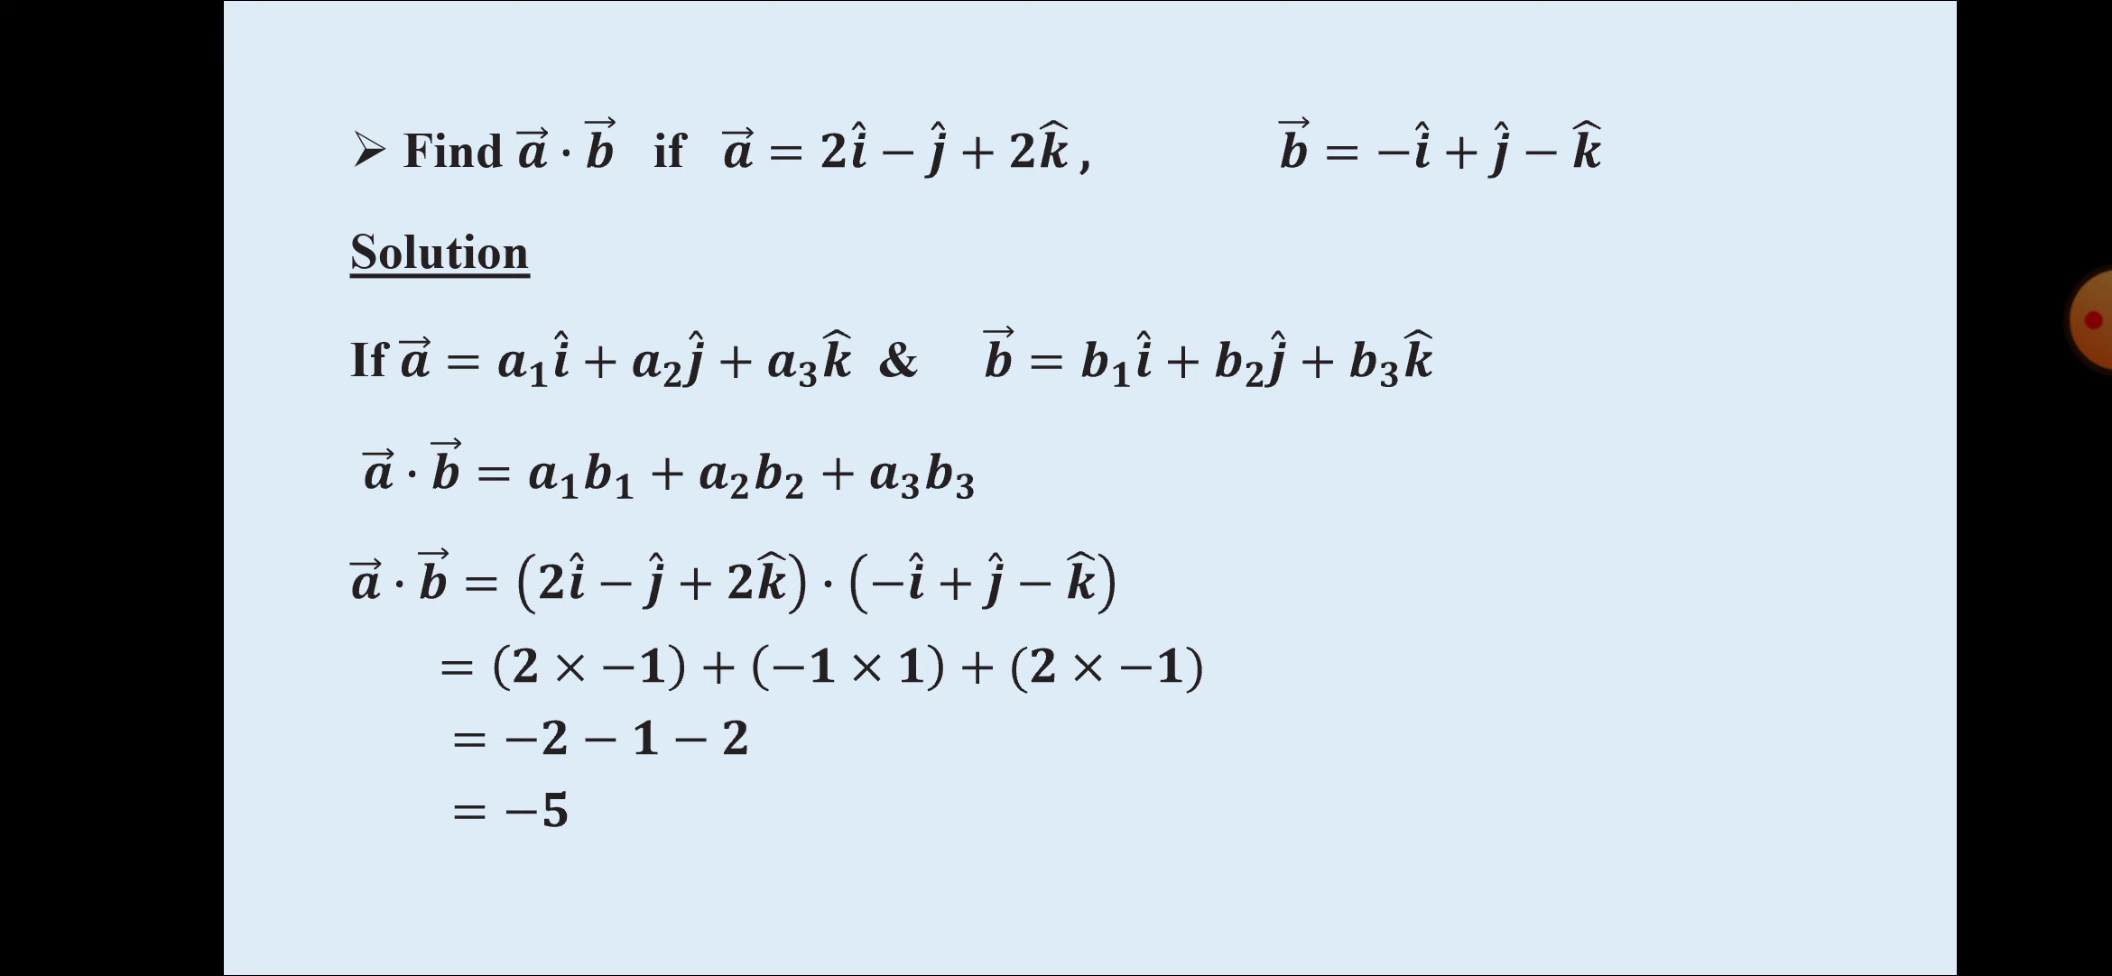 ➢ Find a⃗ · b⃗ if a⃗ = 2î − ĵ + 2k̂ , b⃗ = −î + ĵ − k̂
Solution
If a⃗ = a₁î + a₂ĵ + a₃k̂ & b⃗ = b₁î + b₂ĵ + b₃k̂
a⃗ · b⃗ = a₁b₁ + a₂b₂ + a₃b₃
a⃗ · b⃗ = (2î − ĵ + 2k̂) · (−î + ĵ − k̂)
= (2 × −1) + (−1 × 1) + (2 × −1)
= −2 − 1 − 2
= −5